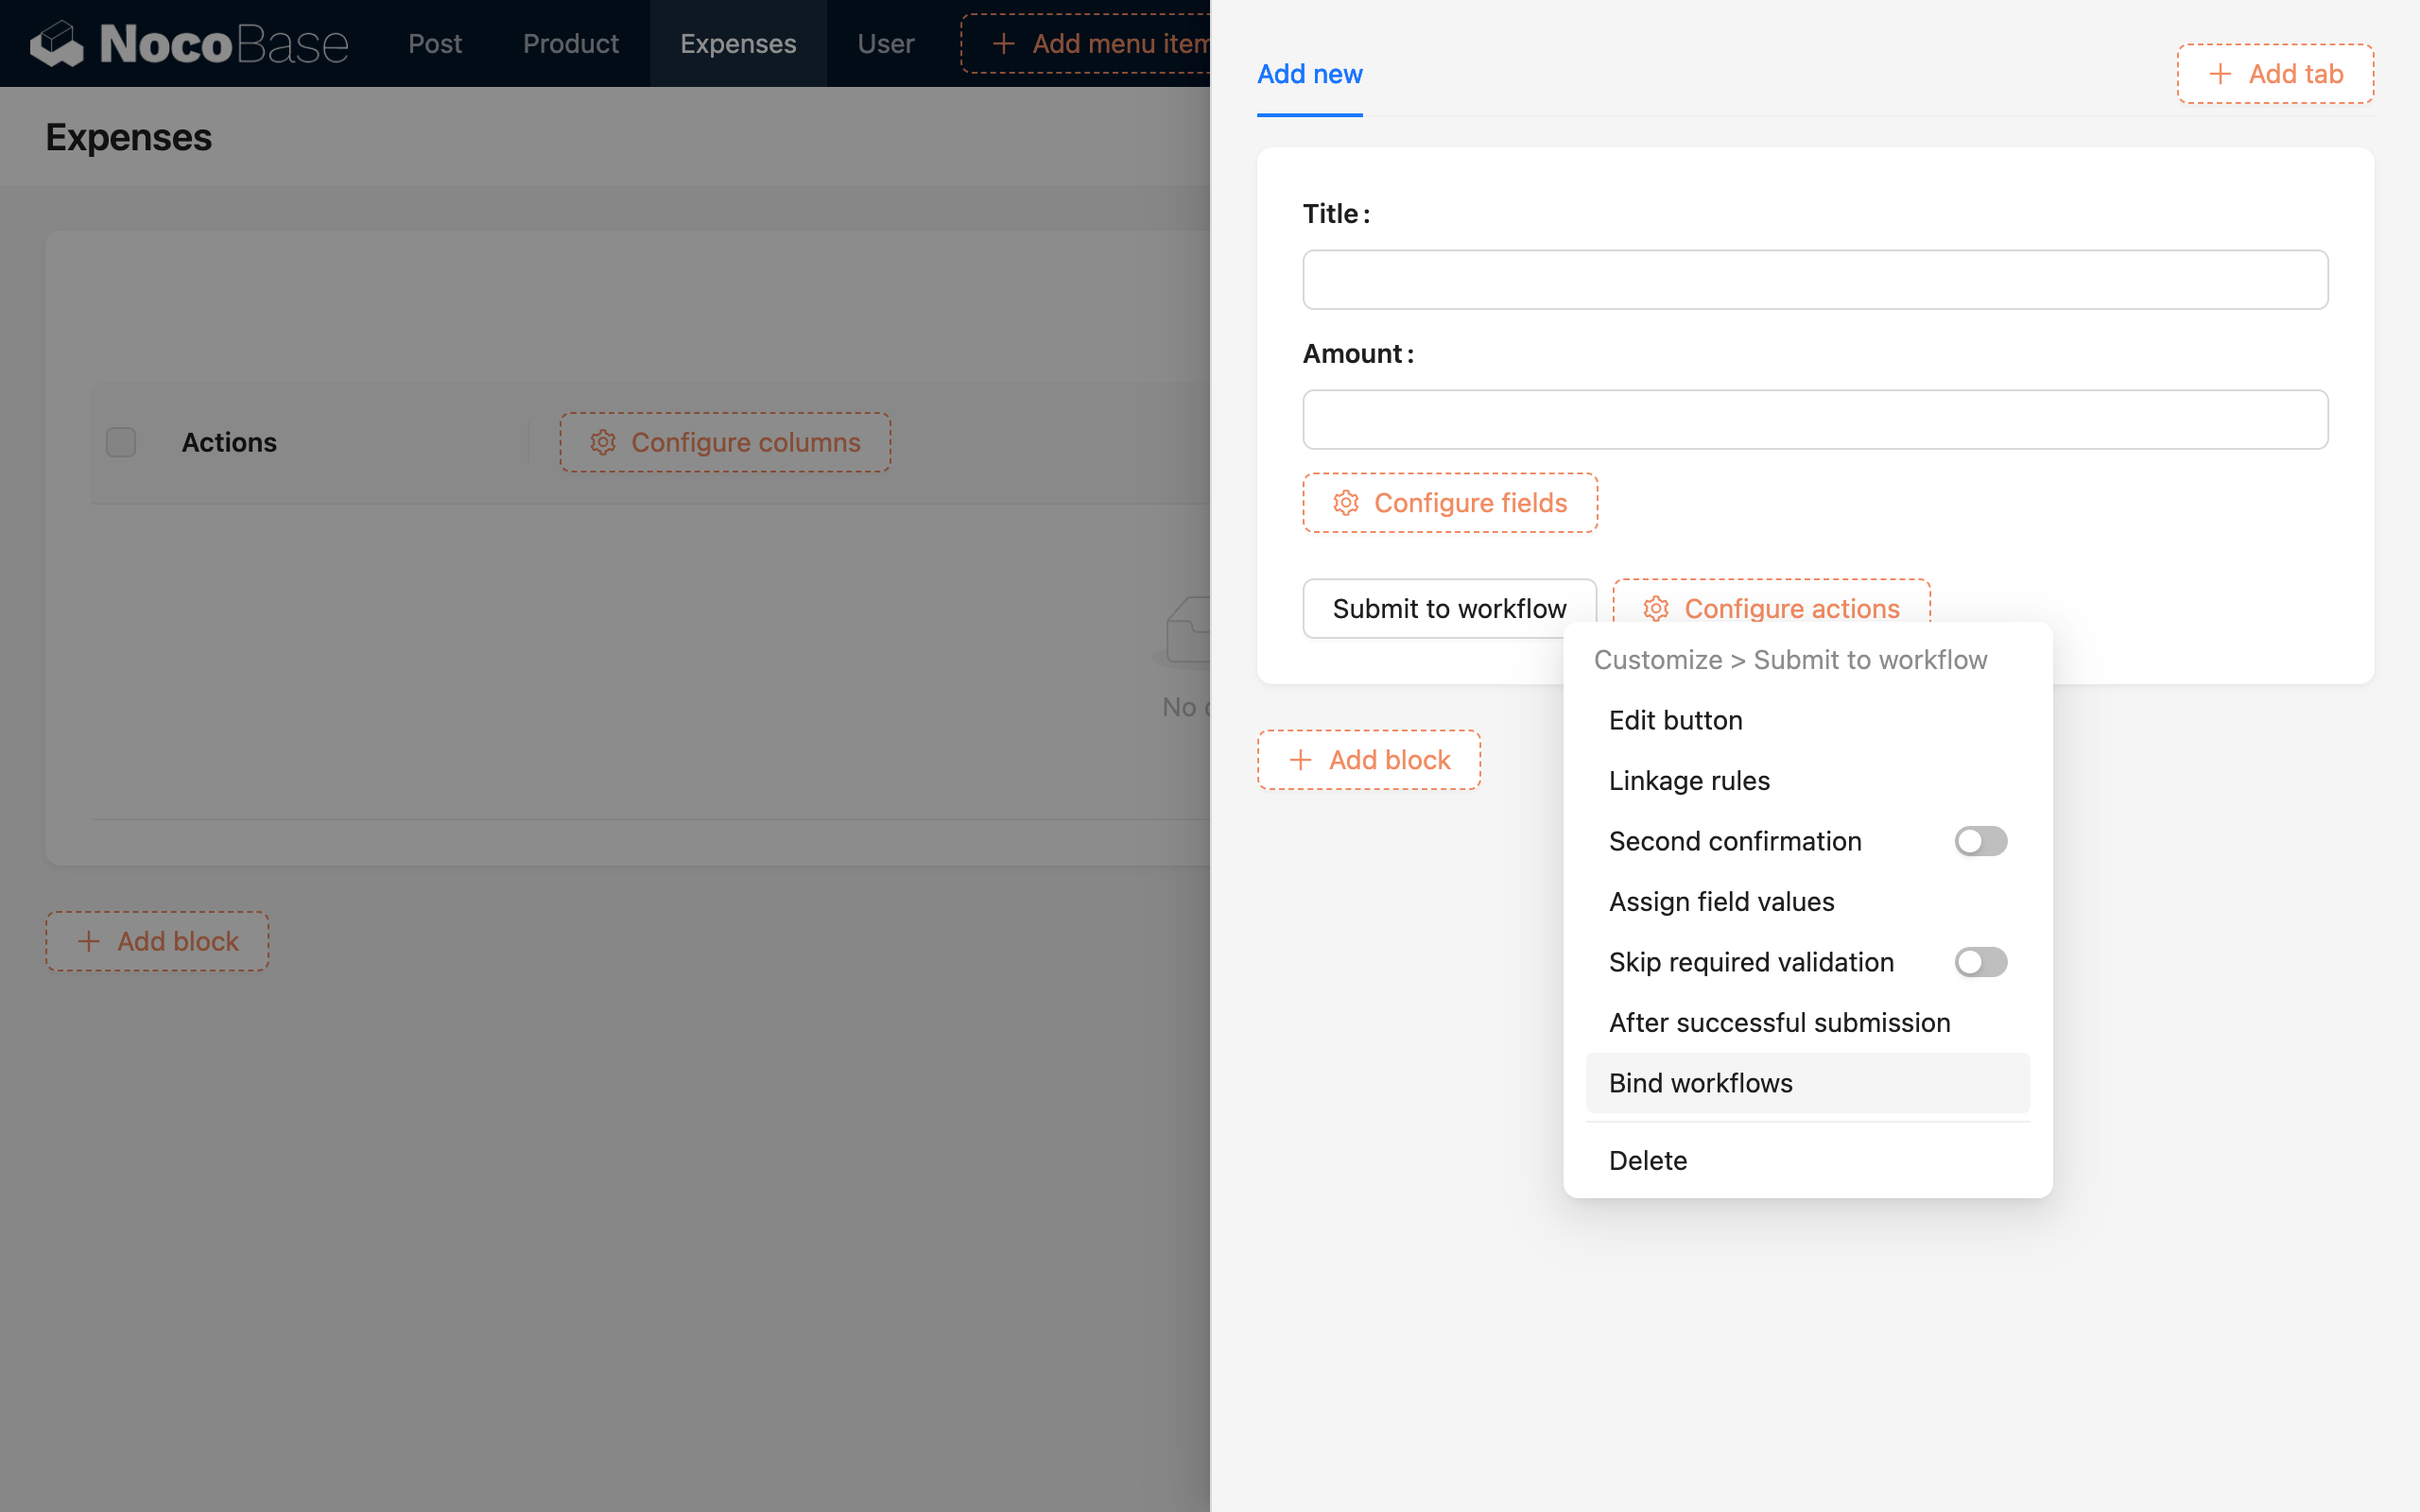 NocoBase
Post
Product
Expenses
User
Add menu item
Expenses
Actions
Configure columns
No
Add block
Add new
Add tab
Title :
Amount :
Configure fields
Submit to workflow
Configure actions
Add block
Customize > Submit to workflow
Edit button
Linkage rules
Second confirmation
Assign field values
Skip required validation
After successful submission
Bind workflows
Delete